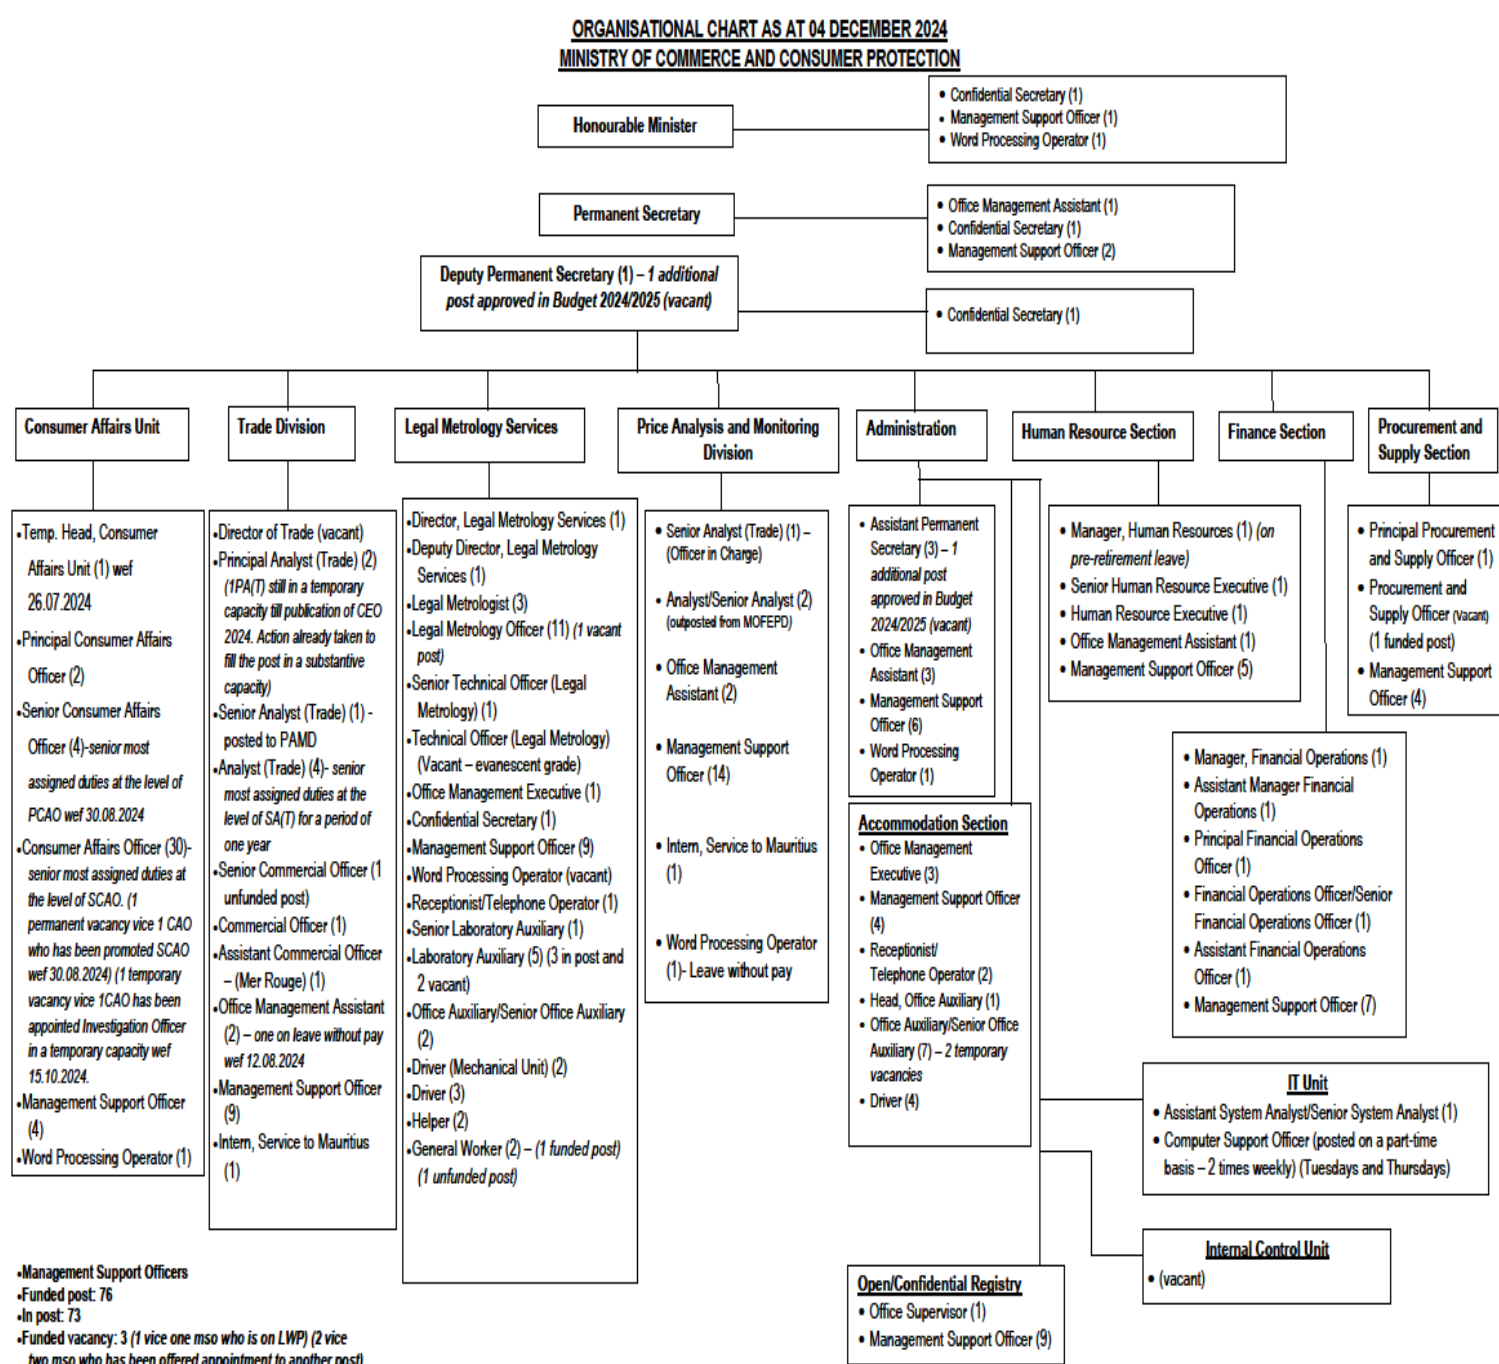 ORGANISATIONAL CHART AS AT 04 DECEMBER 2024
MINISTRY OF COMMERCE AND CONSUMER PROTECTION
Honourable Minister
• Confidential Secretary (1)
• Management Support Officer (1)
• Word Processing Operator (1)
Permanent Secretary
• Office Management Assistant (1)
• Confidential Secretary (1)
• Management Support Officer (2)
Deputy Permanent Secretary (1) – 1 additional
post approved in Budget 2024/2025 (vacant)
• Confidential Secretary (1)
Consumer Affairs Unit
Trade Division
Legal Metrology Services
Price Analysis and Monitoring
Division
Administration
Human Resource Section
Finance Section
Procurement and
Supply Section
•Temp. Head, Consumer
Affairs Unit (1) wef
26.07.2024
•Principal Consumer Affairs
Officer (2)
•Senior Consumer Affairs
Officer (4)-senior most
assigned duties at the level of
PCAO wef 30.08.2024
•Consumer Affairs Officer (30)-
senior most assigned duties at
the level of SCAO. (1
permanent vacancy vice 1 CAO
who has been promoted SCAO
wef 30.08.2024) (1 temporary
vacancy vice 1CAO has been
appointed Investigation Officer
in a temporary capacity wef
15.10.2024.
•Management Support Officer
(4)
•Word Processing Operator (1)
•Director of Trade (vacant)
•Principal Analyst (Trade) (2)
(1PA(T) still in a temporary
capacity till publication of CEO
2024. Action already taken to
fill the post in a substantive
capacity)
•Senior Analyst (Trade) (1) -
posted to PAMD
•Analyst (Trade) (4)- senior
most assigned duties at the
level of SA(T) for a period of
one year
•Senior Commercial Officer (1
unfunded post)
•Commercial Officer (1)
•Assistant Commercial Officer
– (Mer Rouge) (1)
•Office Management Assistant
(2) – one on leave without pay
wef 12.08.2024
•Management Support Officer
(9)
•Intern, Service to Mauritius
(1)
•Director, Legal Metrology Services (1)
•Deputy Director, Legal Metrology
Services (1)
•Legal Metrologist (3)
•Legal Metrology Officer (11) (1 vacant
post)
•Senior Technical Officer (Legal
Metrology) (1)
•Technical Officer (Legal Metrology)
(Vacant – evanescent grade)
•Office Management Executive (1)
•Confidential Secretary (1)
•Management Support Officer (9)
•Word Processing Operator (vacant)
•Receptionist/Telephone Operator (1)
•Senior Laboratory Auxiliary (1)
•Laboratory Auxiliary (5) (3 in post and
2 vacant)
•Office Auxiliary/Senior Office Auxiliary
(2)
•Driver (Mechanical Unit) (2)
•Driver (3)
•Helper (2)
•General Worker (2) – (1 funded post)
(1 unfunded post)
• Senior Analyst (Trade) (1) –
(Officer in Charge)
• Analyst/Senior Analyst (2)
(outposted from MOFEPD)
• Office Management
Assistant (2)
• Management Support
Officer (14)
• Intern, Service to Mauritius
(1)
• Word Processing Operator
(1)- Leave without pay
• Assistant Permanent
Secretary (3) – 1
additional post
approved in Budget
2024/2025 (vacant)
• Office Management
Assistant (3)
• Management Support
Officer (6)
• Word Processing
Operator (1)
Accommodation Section
• Office Management
Executive (3)
• Management Support Officer
(4)
• Receptionist/
Telephone Operator (2)
• Head, Office Auxiliary (1)
• Office Auxiliary/Senior Office
Auxiliary (7) – 2 temporary
vacancies
• Driver (4)
• Manager, Human Resources (1) (on
pre-retirement leave)
• Senior Human Resource Executive (1)
• Human Resource Executive (1)
• Office Management Assistant (1)
• Management Support Officer (5)
• Principal Procurement
and Supply Officer (1)
• Procurement and
Supply Officer (Vacant)
(1 funded post)
• Management Support
Officer (4)
• Manager, Financial Operations (1)
• Assistant Manager Financial
Operations (1)
• Principal Financial Operations
Officer (1)
• Financial Operations Officer/Senior
Financial Operations Officer (1)
• Assistant Financial Operations
Officer (1)
• Management Support Officer (7)
IT Unit
• Assistant System Analyst/Senior System Analyst (1)
• Computer Support Officer (posted on a part-time
basis – 2 times weekly) (Tuesdays and Thursdays)
Internal Control Unit
• (vacant)
Open/Confidential Registry
• Office Supervisor (1)
• Management Support Officer (9)
•Management Support Officers
•Funded post: 76
•In post: 73
•Funded vacancy: 3 (1 vice one mso who is on LWP) (2 vice
two mso who has been offered appointment to another post)